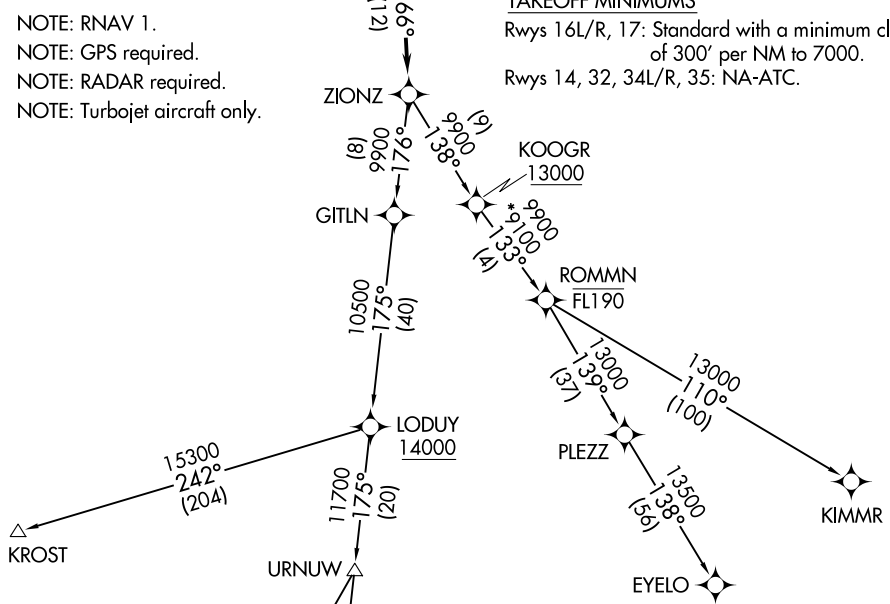 NOTE: RNAV 1.
NOTE: GPS required.
NOTE: RADAR required.
NOTE: Turbojet aircraft only.
TAKEOFF MINIMUMS
Rwys 16L/R, 17: Standard with a minimum
of 300' per NM to 7000.
Rwys 14, 32, 34L/R, 35: NA-ATC.
(12)
ZIONZ
(8)
9900
176°
(9)
9900
138°
KOOGR
13000
GITLN
9900
*9100
133°
(4)
ROMMN
FL190
10500
175°
(40)
13000
139°
(37)
13000
110°
(100)
LODUY
14000
PLEZZ
15300
242°
(204)
11700
175°
(20)
13500
138°
(56)
KIMMR
KROST
URNUW
EYELO